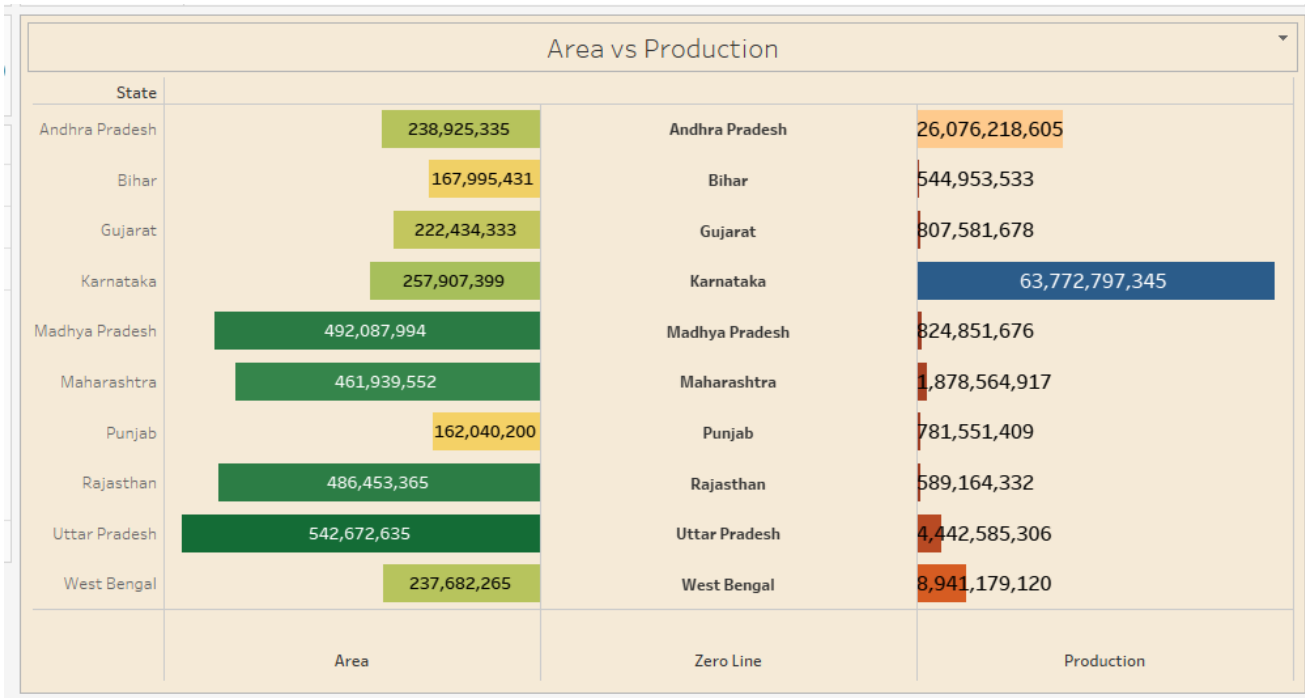 Area vs Production
State
Andhra Pradesh 238,925,335 Andhra Pradesh 26,076,218,605
Bihar 167,995,431 Bihar 544,953,533
Gujarat 222,434,333 Gujarat 807,581,678
Karnataka 257,907,399 Karnataka 63,772,797,345
Madhya Pradesh 492,087,994 Madhya Pradesh 824,851,676
Maharashtra 461,939,552 Maharashtra 1,878,564,917
Punjab 162,040,200 Punjab 781,551,409
Rajasthan 486,453,365 Rajasthan 589,164,332
Uttar Pradesh 542,672,635 Uttar Pradesh 4,442,585,306
West Bengal 237,682,265 West Bengal 8,941,179,120
Area Zero Line Production